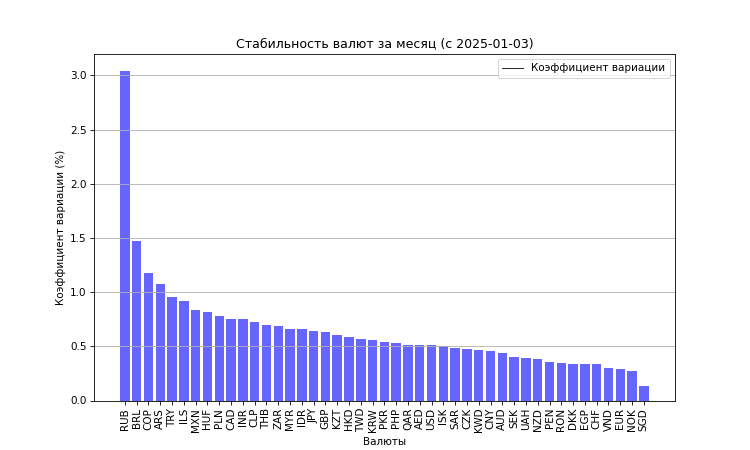 Стабильность валют за месяц (с 2025-01-03)
Коэффициент вариации
Коэффициент вариации (%)
3.0
2.5
2.0
1.5
1.0
0.5
0.0
RUB BRL COP ARS TRY ILS MXN HUF PLN CAD INR CLP THB ZAR MYR IDR JPY GBP KZT HKD TWD KRW PKR PHP QAR AED USD ISK SAR CZK KWD CNY AUD SEK UAH NZD PEN RON DKK EGP CHF VND EUR NOK SGD
Валюты